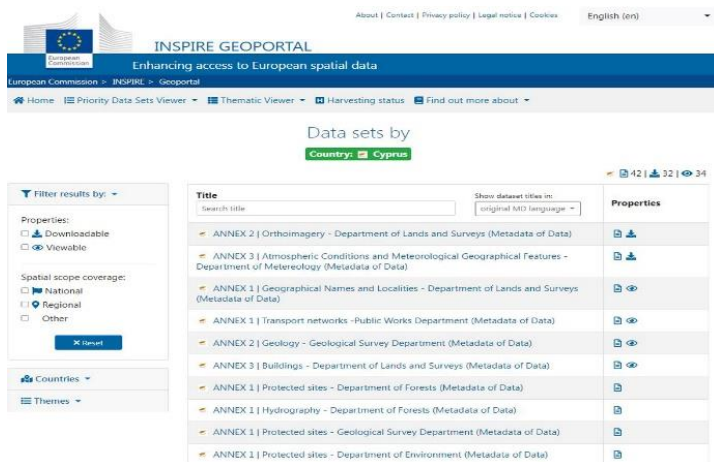 About | Contact | Privacy policy | Legal notice | Cookies
English (en)
European Commission
INSPIRE GEOPORTAL
Enhancing access to European spatial data
European Commission > INSPIRE > Geoportal
Home Priority Data Sets Viewer Thematic Viewer Harvesting status Find out more about
Data sets by
Country: Cyprus
42 | 32 | 34
Filter results by:
Properties:
Downloadable
Viewable
Spatial scope coverage:
National
Regional
Other
Reset
Countries
Themes
Title
Search title
Show dataset titles in:
original MD language
Properties
ANNEX 2 | Orthoimagery - Department of Lands and Surveys (Metadata of Data)
ANNEX 3 | Atmospheric Conditions and Meteorological Geographical Features -
Department of Metereology (Metadata of Data)
ANNEX 1 | Geographical Names and Localities - Department of Lands and Surveys
(Metadata of Data)
ANNEX 1 | Transport networks -Public Works Department (Metadata of Data)
ANNEX 2 | Geology - Geological Survey Department (Metadata of Data)
ANNEX 3 | Buildings - Department of Lands and Surveys (Metadata of Data)
ANNEX 1 | Protected sites - Department of Forests (Metadata of Data)
ANNEX 1 | Hydrography - Department of Forests (Metadata of Data)
ANNEX 1 | Protected sites - Geological Survey Department (Metadata of Data)
ANNEX 1 | Protected sites - Department of Environment (Metadata of Data)